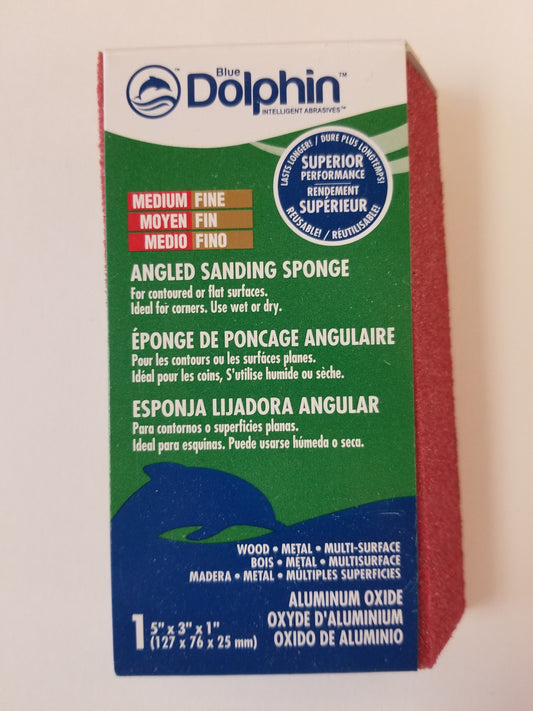 Blue
Dolphin™
INTELLIGENT ABRASIVES™
LASTS LONGER! / DURE PLUS LONGTEMPS!
SUPERIOR
PERFORMANCE
RENDEMENT
SUPÉRIEUR
REUSABLE! / RÉUTILISABLE!
MEDIUM FINE
MOYEN FIN
MEDIO FINO
ANGLED SANDING SPONGE
For contoured or flat surfaces.
Ideal for corners. Use wet or dry.
ÉPONGE DE PONCAGE ANGULAIRE
Pour les contours ou les surfíces planes.
Idéal pour les coins, S'utilise humide ou sèche.
ESPONJA LIJADORA ANGULAR
Para contornos o superficies planas.
Ideal para esquinas. Puede usarse húmeda o seca.
WOOD • METAL • MULTI-SURFACE
BOIS • MÉTAL • MULTISURFACE
MADERA • METAL • MÚLTIPLES SUPERFICIES
ALUMINUM OXIDE
OXYDE D'ALUMINIUM
OXIDO DE ALUMINIO
1 5" x 3" x 1"
(127 x 76 x 25 mm)